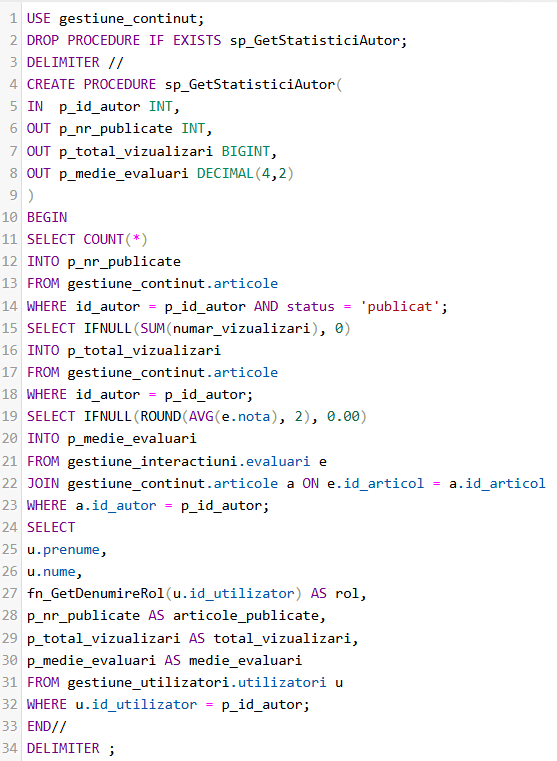 1 USE gestiune_continut;
2 DROP PROCEDURE IF EXISTS sp_GetStatisticiAutor;
3 DELIMITER //
4 CREATE PROCEDURE sp_GetStatisticiAutor(
5 IN  p_id_autor INT,
6 OUT p_nr_publicate INT,
7 OUT p_total_vizualizari BIGINT,
8 OUT p_medie_evaluari DECIMAL(4,2)
9 )
10 BEGIN
11 SELECT COUNT(*)
12 INTO p_nr_publicate
13 FROM gestiune_continut.articole
14 WHERE id_autor = p_id_autor AND status = 'publicat';
15 SELECT IFNULL(SUM(numar_vizualizari), 0)
16 INTO p_total_vizualizari
17 FROM gestiune_continut.articole
18 WHERE id_autor = p_id_autor;
19 SELECT IFNULL(ROUND(AVG(e.nota), 2), 0.00)
20 INTO p_medie_evaluari
21 FROM gestiune_interactiuni.evaluari e
22 JOIN gestiune_continut.articole a ON e.id_articol = a.id_articol
23 WHERE a.id_autor = p_id_autor;
24 SELECT
25 u.prenume,
26 u.nume,
27 fn_GetDenumireRol(u.id_utilizator) AS rol,
28 p_nr_publicate AS articole_publicate,
29 p_total_vizualizari AS total_vizualizari,
30 p_medie_evaluari AS medie_evaluari
31 FROM gestiune_utilizatori.utilizatori u
32 WHERE u.id_utilizator = p_id_autor;
33 END//
34 DELIMITER ;